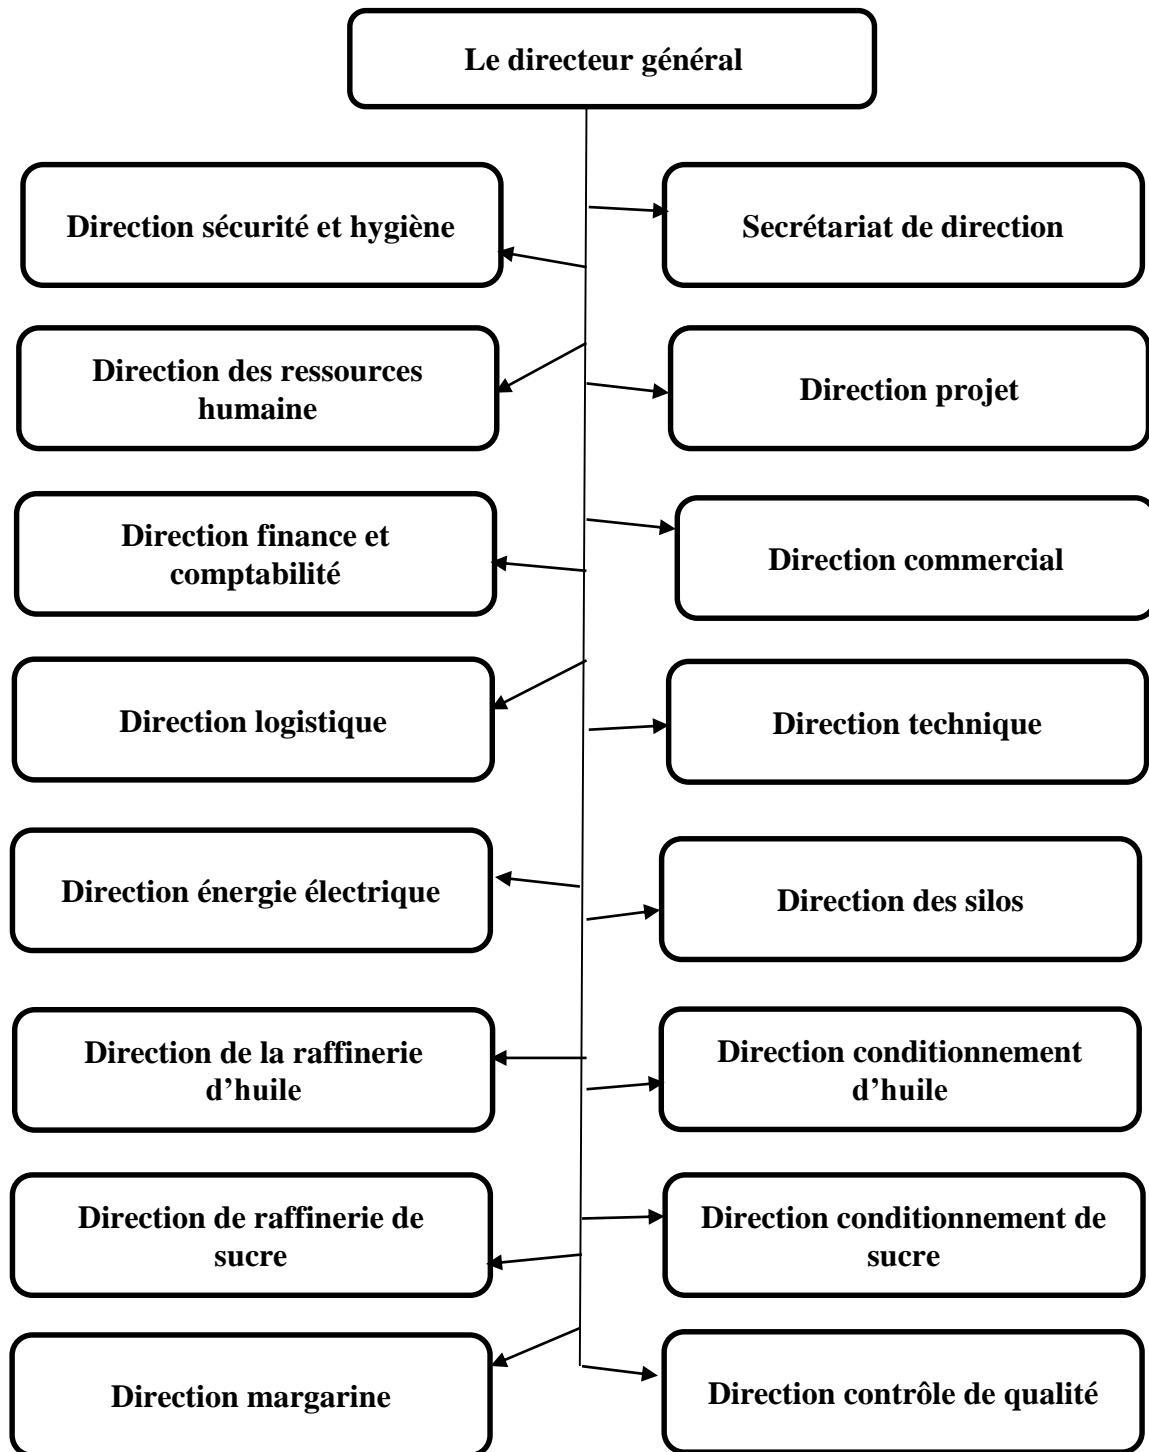 Le directeur général
Direction sécurité et hygiène
Secrétariat de direction
Direction des ressources
humaine
Direction projet
Direction finance et
comptabilité
Direction commercial
Direction logistique
Direction technique
Direction énergie électrique
Direction des silos
Direction de la raffinerie
d’huile
Direction conditionnement
d’huile
Direction de raffinerie de
sucre
Direction conditionnement de
sucre
Direction margarine
Direction contrôle de qualité